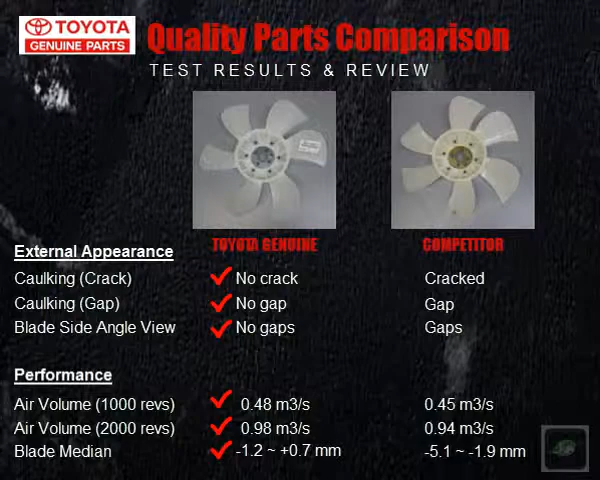 TOYOTA
GENUINE PARTS
Quality Parts Comparison
TEST RESULTS & REVIEW
TOYOTA GENUINE COMPETITOR
External Appearance
Caulking (Crack) No crack Cracked
Caulking (Gap) No gap Gap
Blade Side Angle View No gaps Gaps
Performance
Air Volume (1000 revs) 0.48 m3/s 0.45 m3/s
Air Volume (2000 revs) 0.98 m3/s 0.94 m3/s
Blade Median -1.2 ~ +0.7 mm -5.1 ~ -1.9 mm